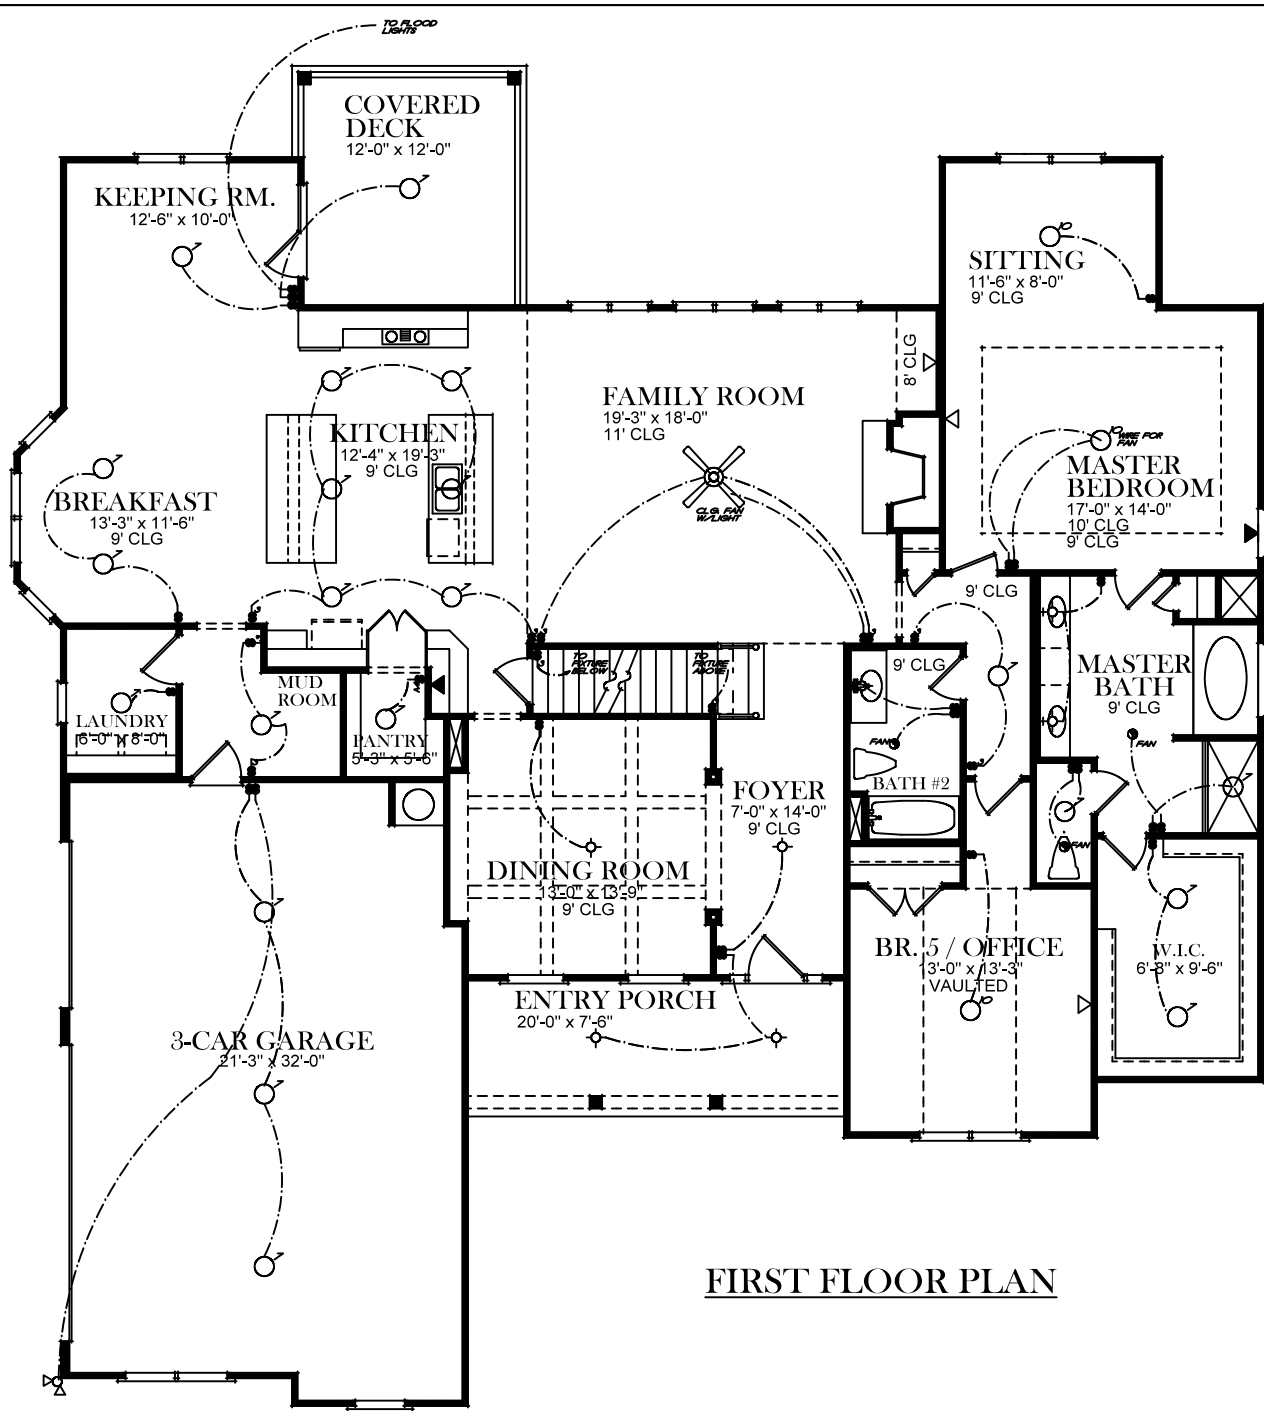 TO FLOOD
LIGHTS
COVERED
DECK
12'-0" x 12'-0"
KEEPING RM.
12'-6" x 10'-0"
SITTING
11'-6" x 8'-0"
9' CLG
8' CLG
FAMILY ROOM
19'-3" x 18'-0"
11' CLG
KITCHEN
12'-4" x 19'-3"
9' CLG
WIRE FOR
FAN
MASTER
BEDROOM
17'-0" x 14'-0"
10' CLG
9' CLG
BREAKFAST
13'-3" x 11'-6"
9' CLG
CLG. FAN
W/LIGHT
9' CLG
9' CLG
TO
FIXTURE
BELOW
TO
FIXTURE
ABOVE
MASTER
BATH
9' CLG
MUD
ROOM
LAUNDRY
6'-0" x 8'-0"
PANTRY
5'-3" x 5'-6"
FAN
FAN
BATH #2
FOYER
7'-0" x 14'-0"
9' CLG
FAN
DINING ROOM
13'-0" x 13'-9"
9' CLG
BR. 5 / OFFICE
13'-0" x 13'-3"
VAULTED
W.I.C.
6'-8" x 9'-6"
ENTRY PORCH
20'-0" x 7'-6"
3-CAR GARAGE
21'-3" x 32'-0"
FIRST FLOOR PLAN